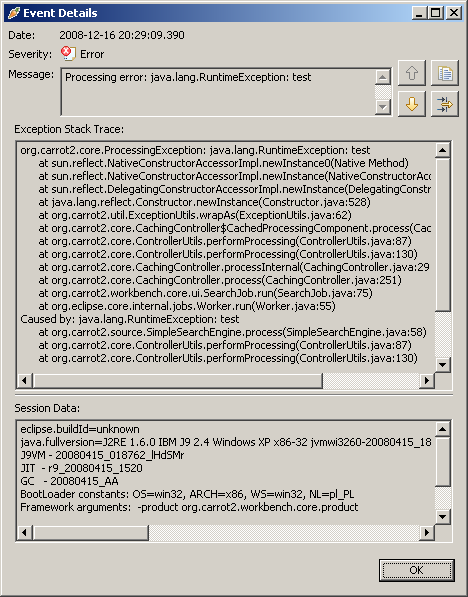 Event Details
Date: 2008-12-16 20:29:09.390
Severity: Error
Message: Processing error: java.lang.RuntimeException: test
Exception Stack Trace:
org.carrot2.core.ProcessingException: java.lang.RuntimeException: test
at sun.reflect.NativeConstructorAccessorImpl.newInstance0(Native Method)
at sun.reflect.NativeConstructorAccessorImpl.newInstance(NativeConstructorAcc
at sun.reflect.DelegatingConstructorAccessorImpl.newInstance(DelegatingConstr
at java.lang.reflect.Constructor.newInstance(Constructor.java:528)
at org.carrot2.util.ExceptionUtils.wrapAs(ExceptionUtils.java:62)
at org.carrot2.core.CachingController$CachedProcessingComponent.process(Cac
at org.carrot2.core.ControllerUtils.performProcessing(ControllerUtils.java:87)
at org.carrot2.core.ControllerUtils.performProcessing(ControllerUtils.java:130)
at org.carrot2.core.CachingController.processInternal(CachingController.java:29
at org.carrot2.core.CachingController.process(CachingController.java:251)
at org.carrot2.workbench.core.ui.SearchJob.run(SearchJob.java:75)
at org.eclipse.core.internal.jobs.Worker.run(Worker.java:55)
Caused by: java.lang.RuntimeException: test
at org.carrot2.source.SimpleSearchEngine.process(SimpleSearchEngine.java:58)
at org.carrot2.core.ControllerUtils.performProcessing(ControllerUtils.java:87)
at org.carrot2.core.ControllerUtils.performProcessing(ControllerUtils.java:130)
Session Data:
eclipse.buildId=unknown
java.fullversion=J2RE 1.6.0 IBM J9 2.4 Windows XP x86-32 jvmwi3260-20080415_18
J9VM - 20080415_018762_lHdSMr
JIT - r9_20080415_1520
GC - 20080415_AA
BootLoader constants: OS=win32, ARCH=x86, WS=win32, NL=pl_PL
Framework arguments: -product org.carrot2.workbench.core.product
OK